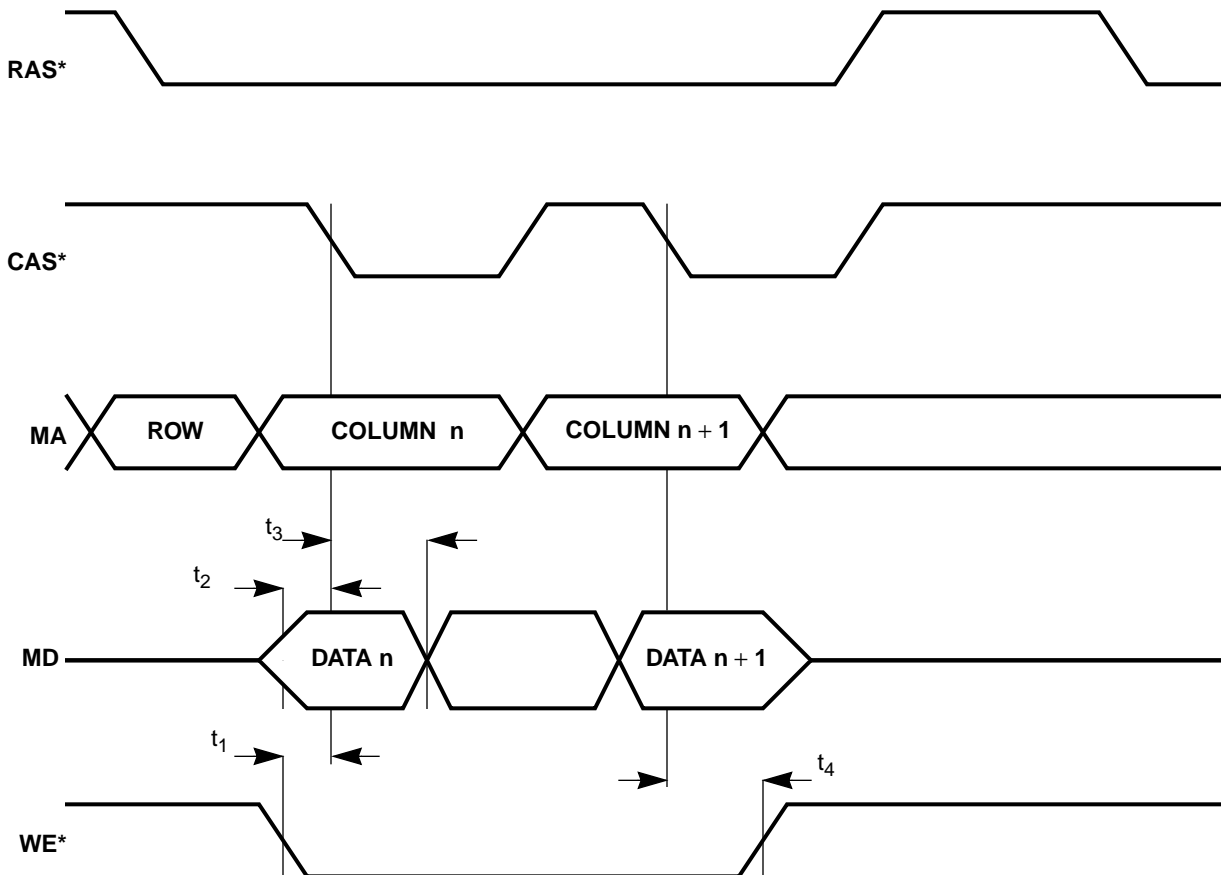 RAS*
CAS*
MA
ROW
COLUMN n
COLUMN n + 1
t3
t2
MD
DATA n
DATA n + 1
t1
t4
WE*